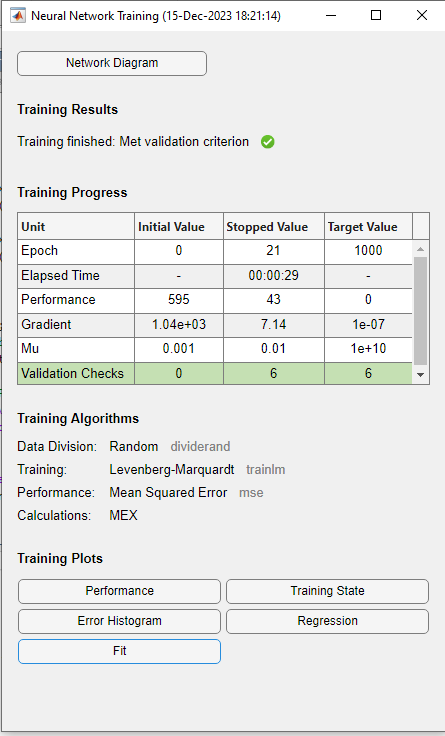 Neural Network Training (15-Dec-2023 18:21:14)
Network Diagram
Training Results
Training finished: Met validation criterion
Training Progress
Unit Initial Value Stopped Value Target Value
Epoch 0 21 1000
Elapsed Time - 00:00:29 -
Performance 595 43 0
Gradient 1.04e+03 7.14 1e-07
Mu 0.001 0.01 1e+10
Validation Checks 0 6 6
Training Algorithms
Data Division: Random dividerand
Training: Levenberg-Marquardt trainlm
Performance: Mean Squared Error mse
Calculations: MEX
Training Plots
Performance Training State
Error Histogram Regression
Fit